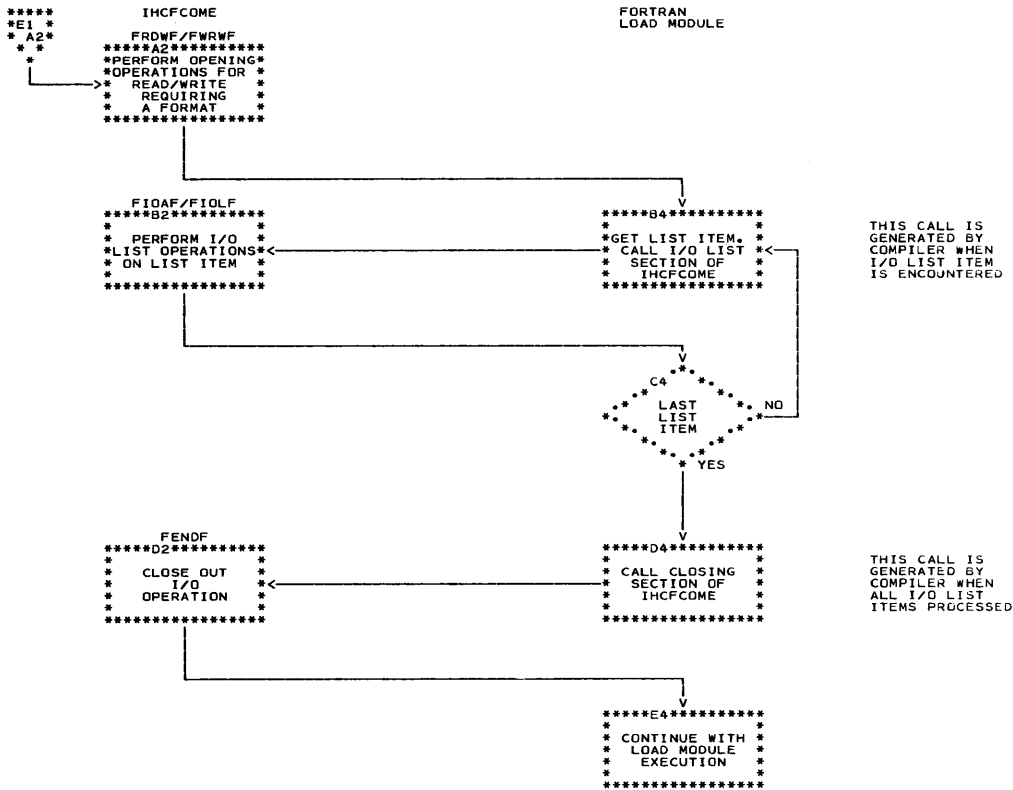 E1
A2
IHCFCOME
FORTRAN
LOAD MODULE
FRDWF/FWRWF
A2
PERFORM OPENING
OPERATIONS FOR
READ/WRITE
REQUIRING
A FORMAT
FIOAF/FIOLF
B2
PERFORM I/O
LIST OPERATIONS
ON LIST ITEM
B4
GET LIST ITEM.
CALL I/O LIST
SECTION OF
IHCFCOME
THIS CALL IS
GENERATED BY
COMPILER WHEN
I/O LIST ITEM
IS ENCOUNTERED
C4
LAST
LIST
ITEM
NO
YES
FENDF
D2
CLOSE OUT
I/O
OPERATION
D4
CALL CLOSING
SECTION OF
IHCFCOME
THIS CALL IS
GENERATED BY
COMPILER WHEN
ALL I/O LIST
ITEMS PROCESSED
E4
CONTINUE WITH
LOAD MODULE
EXECUTION